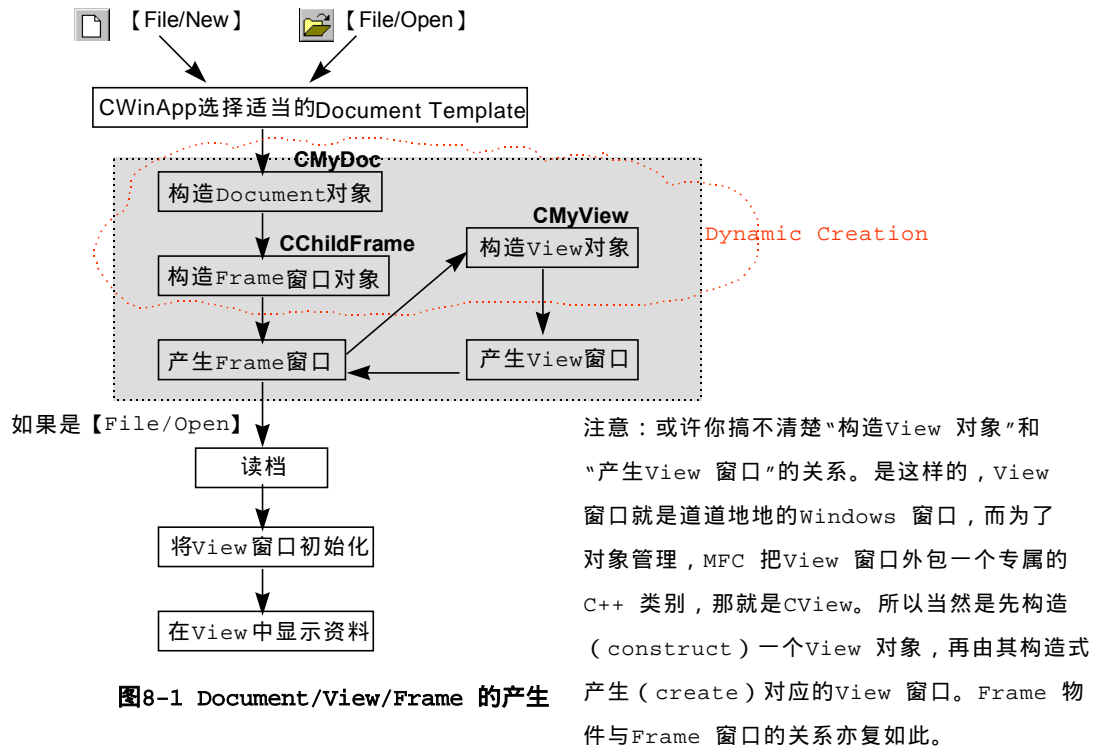 【File/New】 【File/Open】
CWinApp选择适当的Document Template
CMyDoc
构造Document对象
CMyView
构造View对象
Dynamic Creation
CChildFrame
构造Frame窗口对象
产生Frame窗口
产生View窗口
如果是【File/Open】
读档
将View窗口初始化
在View中显示资料
图8-1 Document/View/Frame 的产生
注意：或许你搞不清楚“构造View 对象”和
“产生View 窗口”的关系。是这样的，View
窗口就是道道地地的Windows 窗口，而为了
对象管理，MFC 把View 窗口外包一个专属的
C++ 类别，那就是CView。所以当然是先构造
（construct）一个View 对象，再由其构造式
产生（create）对应的View 窗口。Frame 物
件与Frame 窗口的关系亦复如此。